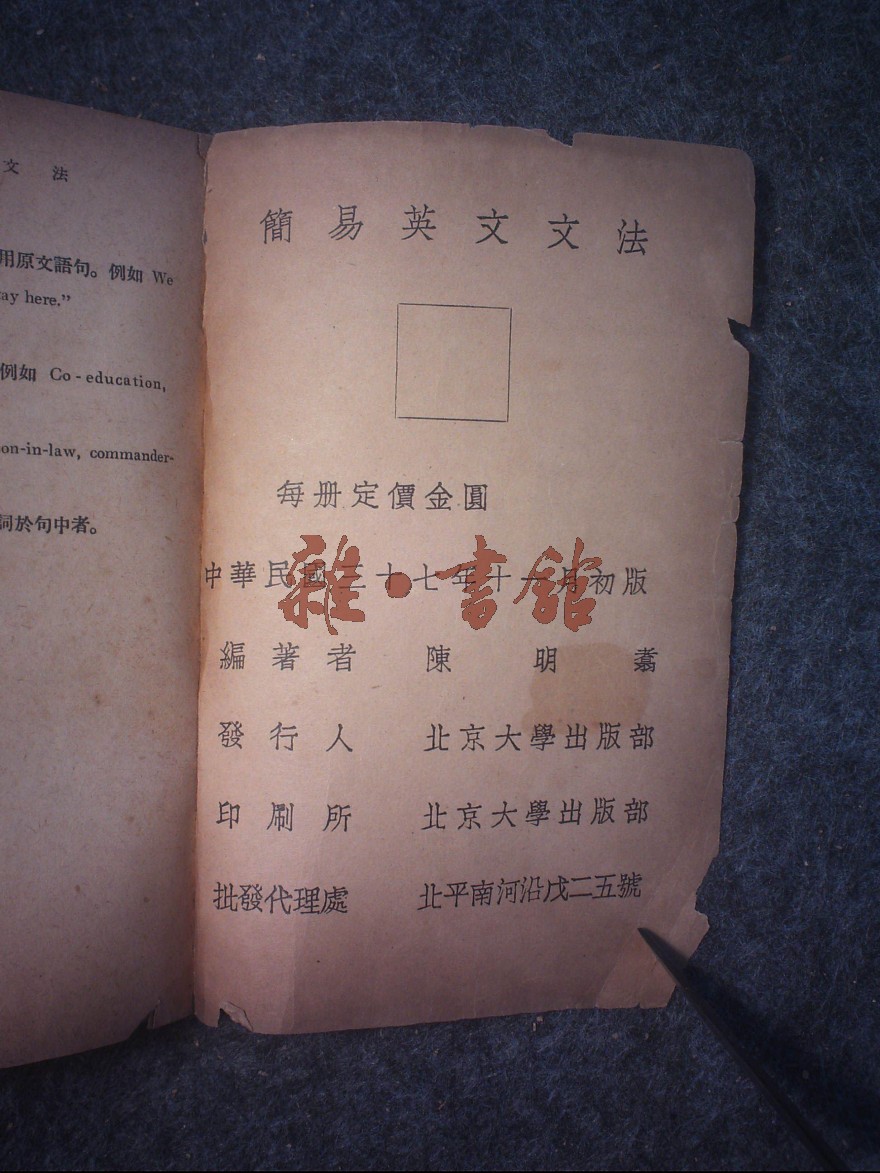 文 法
用原文語句。例如 We
ay here.”
例如 Co-education,
on-in-law, commander-
詞於句中者。
簡易英文文法
每册定價金圓
中華民國三十七年十一月初版
雜·書館
編著者 陳明翥
發行人 北京大學出版部
印刷所 北京大學出版部
批發代理處 北平南河沿戊二五號